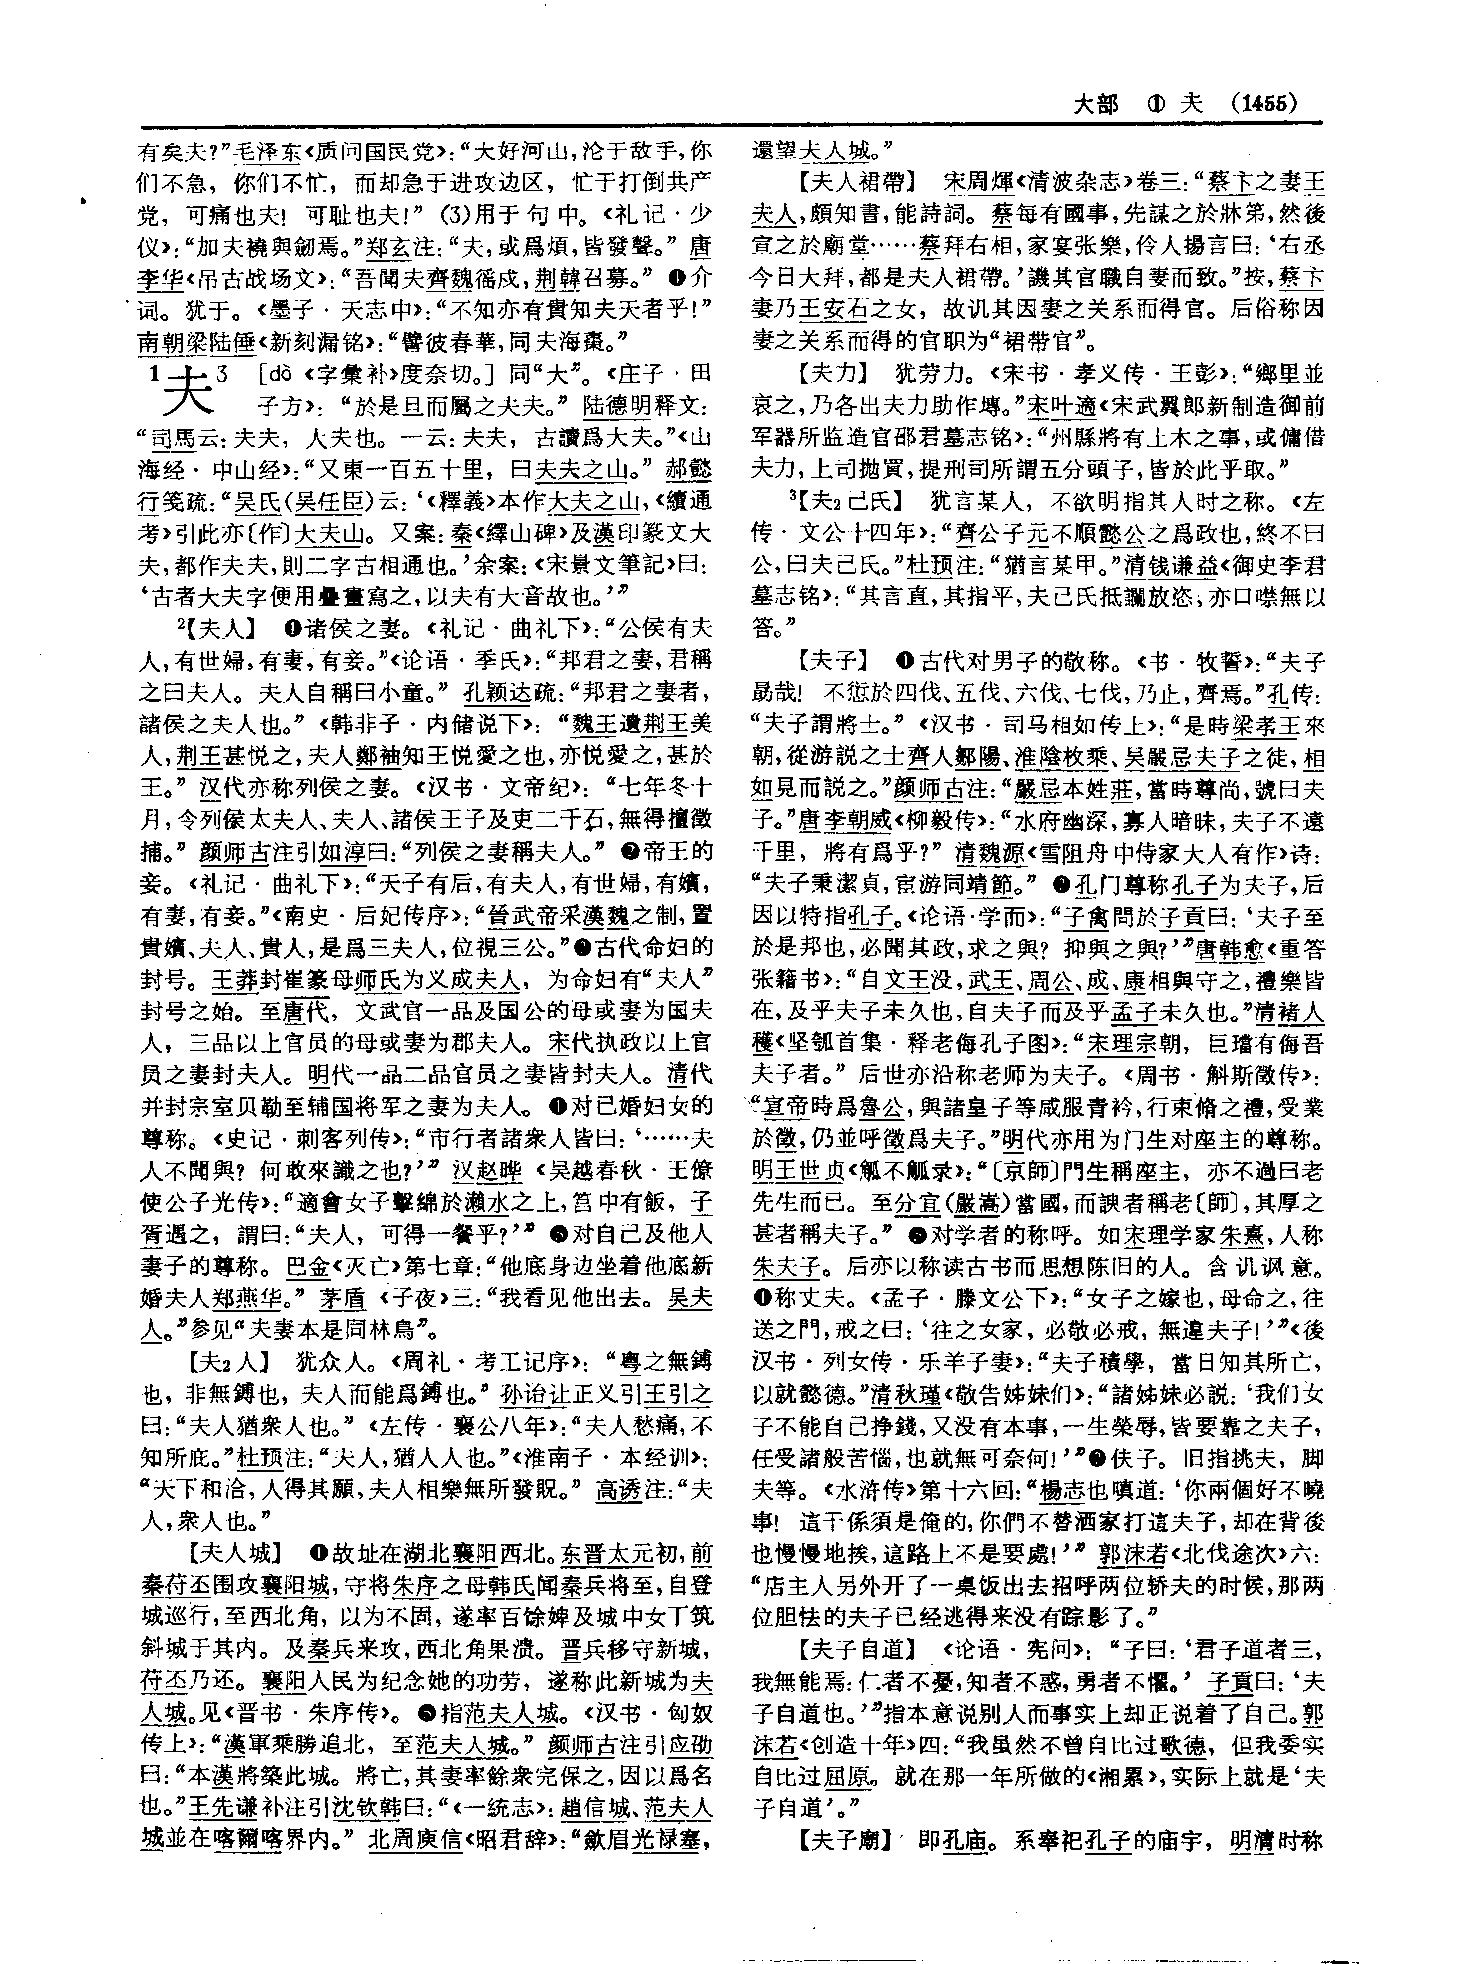 大部 ① 夫 (1455)
有矣夫?”毛泽东《质问国民党》:“大好河山,沦于敌手,你
们不急，你们不忙，而却急于进攻边区，忙于打倒共产
党，可痛也夫! 可耻也夫!” (3)用于句中。《礼记·少
仪》:“加夫襓與劒焉。”郑玄注:“夫,或爲煩,皆發聲。” 唐
李华《吊古战场文》:“吾聞夫齊魏徭戍,荆韓召募。” ❶介
词。犹于。《墨子·天志中》:“不知亦有貴知夫天者乎!”
南朝梁陆倕《新刻漏铭》:“譬彼春華,同夫海棗。”
1夫3 [dà 《字彙补》度奈切。] 同“大”。《庄子·田
子方》: “於是旦而屬之夫夫。” 陆德明释文:
“司馬云:夫夫，大夫也。一云:夫夫，古讀爲大夫。”《山
海经·中山经》:“又東一百五十里，曰夫夫之山。” 郝懿
行笺疏:“吴氏(吴任臣)云:‘《釋義》本作大夫之山,《續通
考》引此亦〔作〕大夫山。又案:秦《繹山碑》及漢印篆文大
夫,都作夫夫,則二字古相通也。’余案:《宋景文筆記》曰:
‘古者大夫字便用疊畫寫之,以夫有大音故也。’”
2【夫人】 ❶诸侯之妻。《礼记·曲礼下》:“公侯有夫
人,有世婦,有妻,有妾。”《论语·季氏》:“邦君之妻,君稱
之曰夫人。夫人自稱曰小童。” 孔颖达疏:“邦君之妻者,
諸侯之夫人也。” 《韩非子·内储说下》: “魏王遺荆王美
人,荆王甚悦之,夫人鄭袖知王悦愛之也,亦悦愛之,甚於
王。” 汉代亦称列侯之妻。《汉书·文帝纪》: “七年冬十
月,令列侯太夫人、夫人、諸侯王子及吏二千石,無得擅徵
捕。” 颜师古注引如淳曰:“列侯之妻稱夫人。” ❷帝王的
妾。《礼记·曲礼下》:“天子有后,有夫人,有世婦,有嬪,
有妻,有妾。”《南史·后妃传序》:“晉武帝采漢魏之制,置
貴嬪、夫人、貴人,是爲三夫人,位視三公。”❸古代命妇的
封号。王莽封崔篆母师氏为义成夫人，为命妇有“夫人”
封号之始。至唐代，文武官一品及国公的母或妻为国夫
人，三品以上官员的母或妻为郡夫人。宋代执政以上官
员之妻封夫人。明代一品二品官员之妻皆封夫人。清代
并封宗室贝勒至辅国将军之妻为夫人。❹对已婚妇女的
尊称。《史记·刺客列传》:“市行者諸衆人皆曰:‘……夫
人不聞與? 何敢來識之也?’” 汉赵晔《吴越春秋·王僚
使公子光传》:“適會女子擊綿於瀨水之上,筥中有飯，子
胥遇之，謂曰:“夫人，可得一餐乎?’” ❺对自己及他人
妻子的尊称。巴金《灭亡》第七章:“他底身边坐着他底新
婚夫人郑燕华。” 茅盾《子夜》三:“我看见他出去。吴夫
人。”参见“夫妻本是同林鳥”。
【夫2人】 犹众人。《周礼·考工记序》: “粤之無鎛
也，非無鎛也，夫人而能爲鎛也。” 孙诒让正义引王引之
曰:“夫人猶衆人也。” 《左传·襄公八年》:“夫人愁痛,不
知所庇。”杜预注:“夫人,猶人人也。”《淮南子·本经训》:
“天下和洽,人得其願,夫人相樂無所發貺。” 高诱注:“夫
人,衆人也。”
【夫人城】 ❶故址在湖北襄阳西北。东晋太元初,前
秦苻丕围攻襄阳城,守将朱序之母韩氏闻秦兵将至,自登
城巡行,至西北角，以为不固，遂率百馀婢及城中女丁筑
斜城于其内。及秦兵来攻,西北角果溃。晋兵移守新城,
苻丕乃还。襄阳人民为纪念她的功劳，遂称此新城为夫
人城。见《晋书·朱序传》。❷指范夫人城。《汉书·匈奴
传上》:“漢軍乘勝追北，至范夫人城。” 颜师古注引应劭
曰:“本漢將築此城。將亡,其妻率餘衆完保之,因以爲名
也。”王先谦补注引沈钦韩曰:“《一统志》:趙信城、范夫人
城並在喀爾喀界内。” 北周庾信《昭君辞》:“斂眉光禄塞,
還望夫人城。”
【夫人裙帶】 宋周煇《清波杂志》卷三:“蔡卞之妻王
夫人,頗知書,能詩詞。蔡每有國事,先謀之於牀笫,然後
宣之於廟堂……蔡拜右相,家宴张樂,伶人揚言曰:‘右丞
今日大拜,都是夫人裙帶。’譏其官職自妻而致。”按,蔡卞
妻乃王安石之女，故讥其因妻之关系而得官。后俗称因
妻之关系而得的官职为“裙带官”。
【夫力】 犹劳力。《宋书·孝义传·王彭》:“鄉里並
哀之,乃各出夫力助作塼。”宋叶適《宋武翼郎新制造御前
军器所监造官邵君墓志铭》:“州縣將有土木之事,或傭借
夫力,上司抛買,提刑司所謂五分頭子,皆於此乎取。”
3【夫2己氏】 犹言某人，不欲明指其人时之称。《左
传·文公十四年》:“齊公子元不順懿公之爲政也,終不曰
公,曰夫己氏。”杜预注:“猶言某甲。”清钱谦益《御史李君
墓志铭》:“其言直,其指平,夫己氏抵讕放恣,亦口噤無以
答。”
【夫子】 ❶古代对男子的敬称。《书·牧誓》:“夫子
勗哉! 不愆於四伐、五伐、六伐、七伐,乃止,齊焉。”孔传:
“夫子謂將士。” 《汉书·司马相如传上》:“是時梁孝王來
朝,從游説之士齊人鄒陽、淮陰枚乘、吴嚴忌夫子之徒,相
如見而説之。”颜师古注:“嚴忌本姓莊,當時尊尚,號曰夫
子。”唐李朝威《柳毅传》:“水府幽深,寡人暗昧,夫子不遠
千里，將有爲乎?” 清魏源《雪阻舟中侍家大人有作》诗:
“夫子秉潔貞,宦游同靖節。” ❷孔门尊称孔子为夫子,后
因以特指孔子。《论语·学而》:“子禽問於子貢曰:‘夫子至
於是邦也,必聞其政,求之與? 抑與之與?’”唐韩愈《重答
张籍书》:“自文王没,武王、周公、成、康相與守之,禮樂皆
在,及乎夫子未久也,自夫子而及乎孟子未久也。”清褚人
穫《坚瓠首集·释老侮孔子图》:“宋理宗朝，巨璫有侮吾
夫子者。” 后世亦沿称老师为夫子。《周书·斛斯徵传》:
“宣帝時爲魯公,與諸皇子等咸服青衿,行束脩之禮,受業
於徵,仍並呼徵爲夫子。”明代亦用为门生对座主的尊称。
明王世贞《觚不觚录》:“〔京師〕門生稱座主，亦不過曰老
先生而已。至分宜(嚴嵩)當國,而諛者稱老〔師〕,其厚之
甚者稱夫子。” ❸对学者的称呼。如宋理学家朱熹,人称
朱夫子。后亦以称读古书而思想陈旧的人。含讥讽意。
❹称丈夫。《孟子·滕文公下》:“女子之嫁也,母命之,往
送之門,戒之曰:‘往之女家，必敬必戒，無違夫子!’”《後
汉书·列女传·乐羊子妻》:“夫子積學，當日知其所亡,
以就懿德。”清秋瑾《敬告姊妹们》:“諸姊妹必説:‘我们女
子不能自己挣錢,又没有本事,一生榮辱,皆要靠之夫子,
任受諸般苦惱,也就無可奈何!’”❺伕子。旧指挑夫，脚
夫等。《水浒传》第十六回:“楊志也嗔道:‘你兩個好不曉
事! 這干係須是俺的,你們不替洒家打這夫子,却在背後
也慢慢地挨,這路上不是要處!’” 郭沫若《北伐途次》六:
“店主人另外开了一桌饭出去招呼两位轿夫的时候,那两
位胆怯的夫子已经逃得来没有踪影了。”
【夫子自道】 《论语·宪问》: “子曰:‘君子道者三,
我無能焉:仁者不憂,知者不惑,勇者不懼。’ 子貢曰:‘夫
子自道也。’”指本意说别人而事实上却正说着了自己。郭
沫若《创造十年》四:“我虽然不曾自比过歌德，但我委实
自比过屈原。就在那一年所做的《湘累》,实际上就是‘夫
子自道’。”
【夫子廟】 即孔庙。系奉祀孔子的庙宇，明清时称